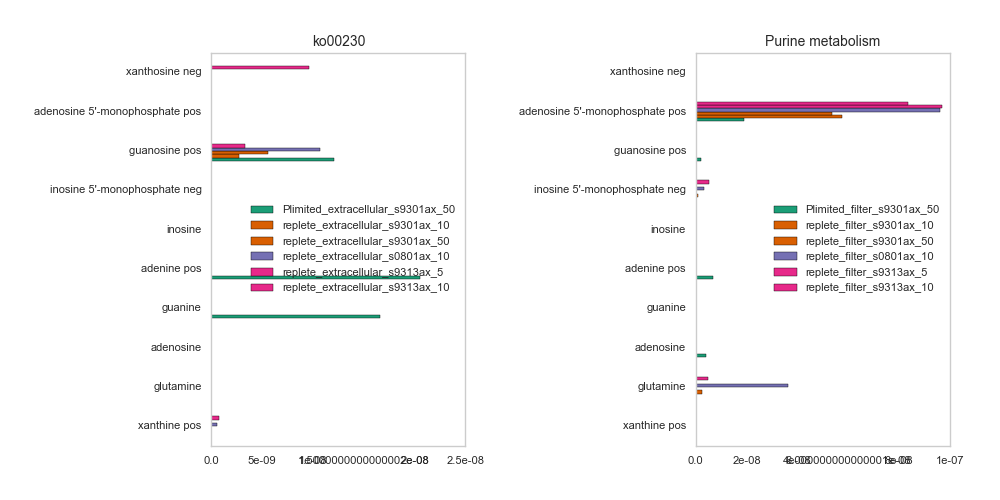 ko00230
xanthosine neg
adenosine 5'-monophosphate pos
guanosine pos
inosine 5'-monophosphate neg
inosine
adenine pos
guanine
adenosine
glutamine
xanthine pos
Plimited_extracellular_s9301ax_50
replete_extracellular_s9301ax_10
replete_extracellular_s9301ax_50
replete_extracellular_s0801ax_10
replete_extracellular_s9313ax_5
replete_extracellular_s9313ax_10
0.0 5e-09 2e-08 2.5e-08
Purine metabolism
xanthosine neg
adenosine 5'-monophosphate pos
guanosine pos
inosine 5'-monophosphate neg
inosine
adenine pos
guanine
adenosine
glutamine
xanthine pos
Plimited_filter_s9301ax_50
replete_filter_s9301ax_10
replete_filter_s9301ax_50
replete_filter_s0801ax_10
replete_filter_s9313ax_5
replete_filter_s9313ax_10
0.0 2e-08 8e-08 1e-07